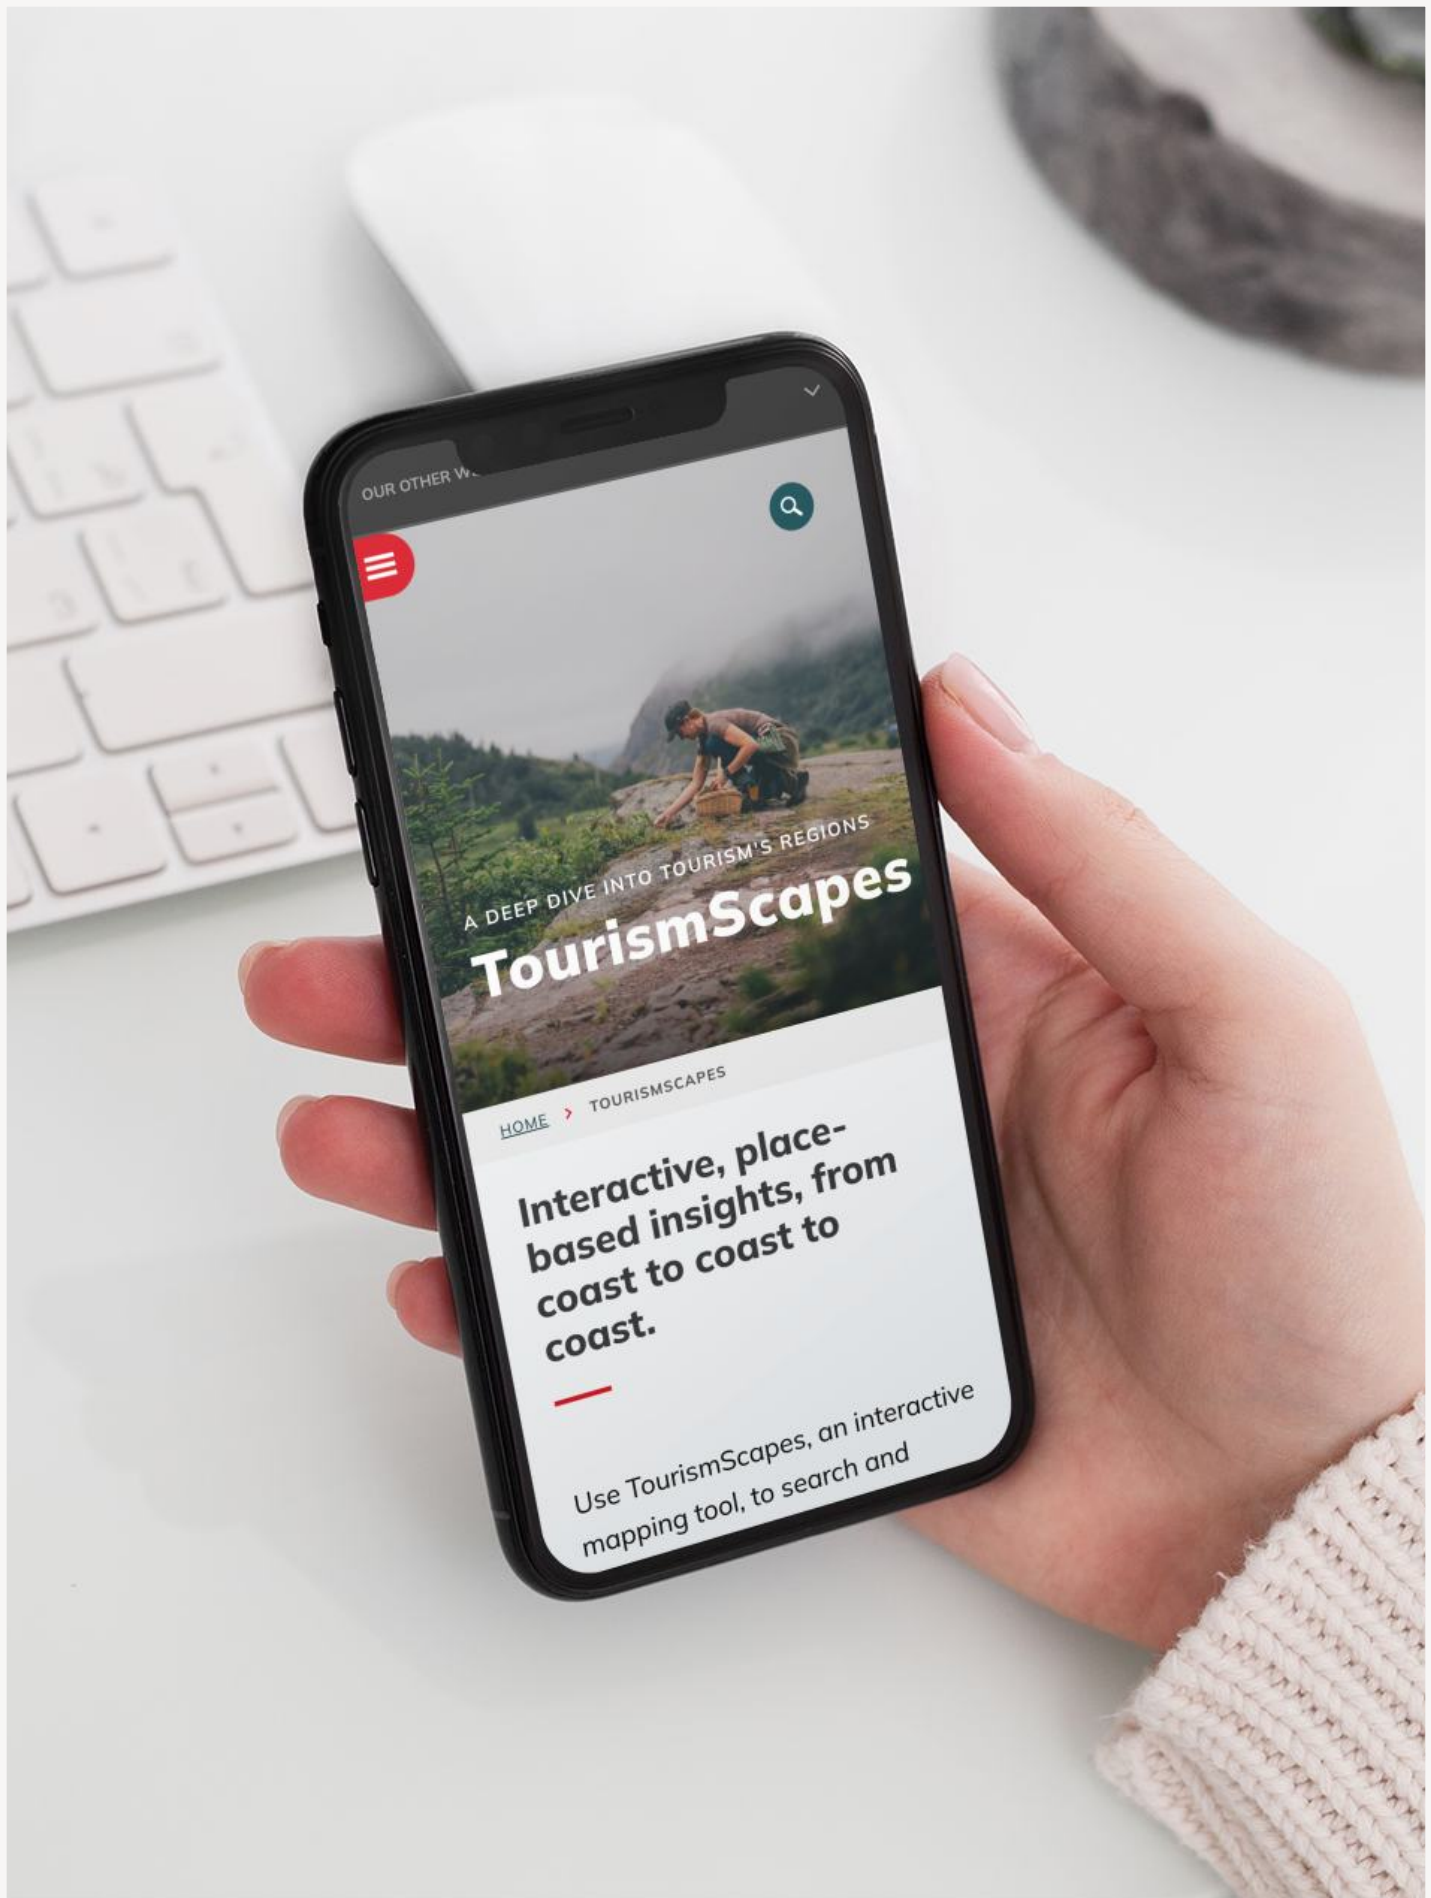 OUR OTHER
A DEEP DIVE INTO TOURISM'S REGIONS
TourismScapes
HOME > TOURISMSCAPES
Interactive, place-
based insights, from
coast to coast to
coast.
Use TourismScapes, an interactive
mapping tool, to search and